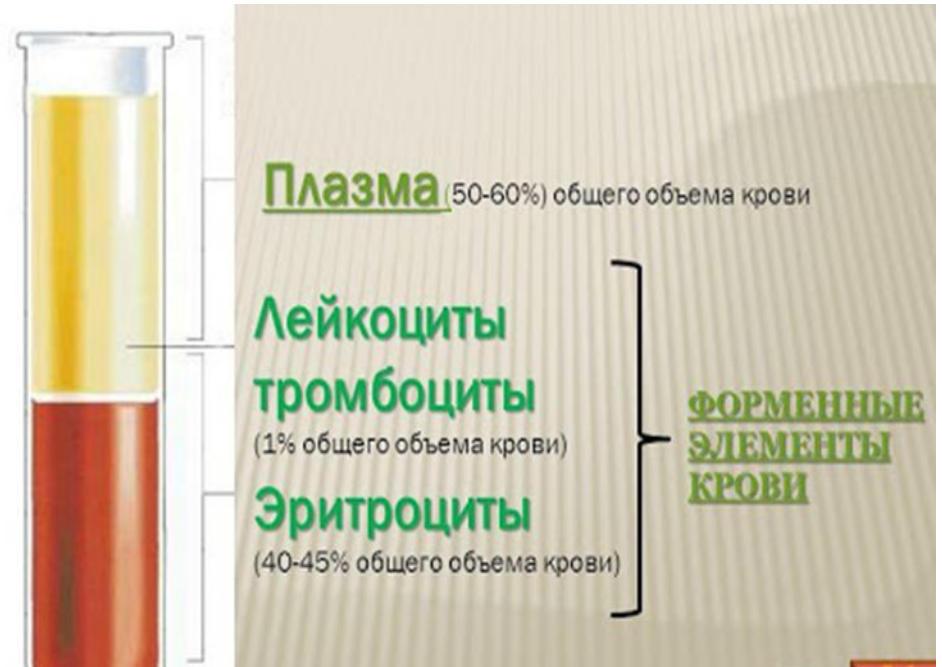 Плазма (50-60%) общего объема крови
Лейкоциты
тромбоциты
(1% общего объема крови)
Эритроциты
(40-45% общего объема крови)
ФОРМЕННЫЕ
ЭЛЕМЕНТЫ
КРОВИ